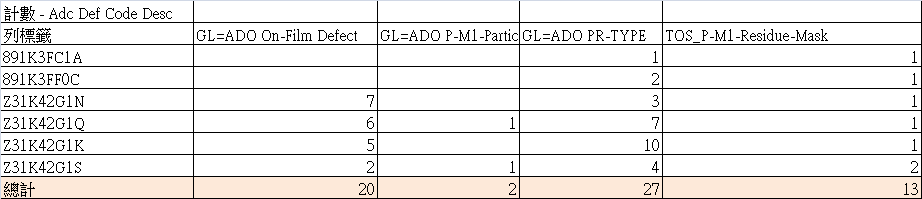 計數 - Adc Def Code Desc
列標籤 GL=ADO On-Film Defect GL=ADO P-M1-Partic GL=ADO PR-TYPE TOS_P-M1-Residue-Mask
891K3FC1A 1 1
891K3FF0C 2 1
Z31K42G1N 7 3 1
Z31K42G1Q 6 1 7 1
Z31K42G1K 5 10 1
Z31K42G1S 2 1 4 2
總計 20 2 27 13